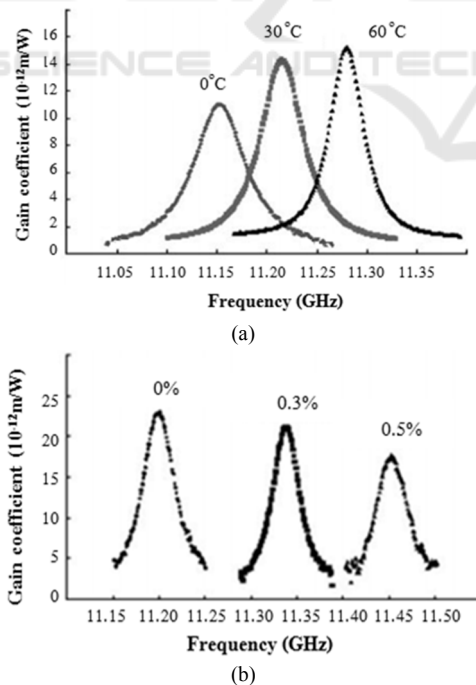 SCIENCE AND TECH
Gain coefficient (10⁻¹²m/W)
16
14
12
10
8
6
4
2
0
0°C
30°C
60°C
11.05 11.10 11.15 11.20 11.25 11.30 11.35
Frequency (GHz)
(a)
Gain coefficient (10⁻¹²m/W)
25
20
15
10
5
0
0%
0.3%
0.5%
11.15 11.20 11.25 11.30 11.35 11.40 11.45 11.50
Frequency (GHz)
(b)